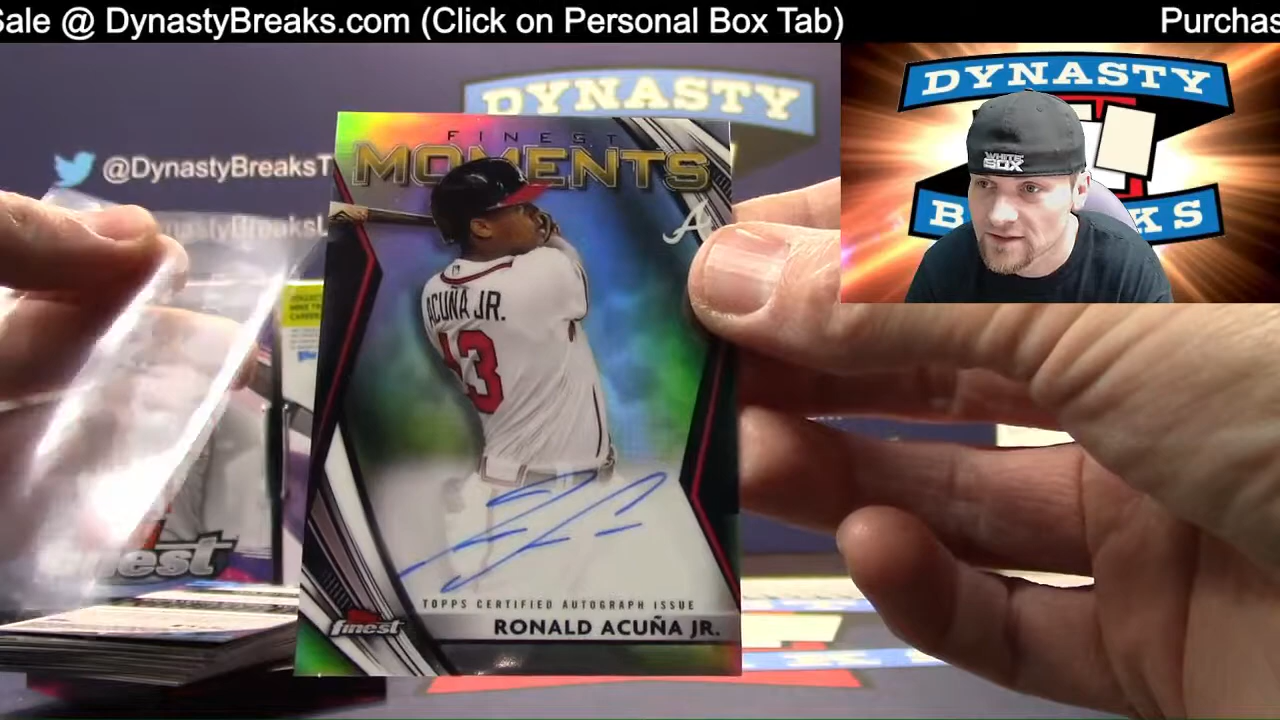 Sale @ DynastyBreaks.com (Click on Personal Box Tab)
Purchas
DYNASTY
@DynastyBreaksT
FINEST
MOMENTS
A
ACUÑA JR.
13
TOPPS CERTIFIED AUTOGRAPH ISSUE
finest
RONALD ACUÑA JR.
nest
DYNASTY
WHITE
SOX